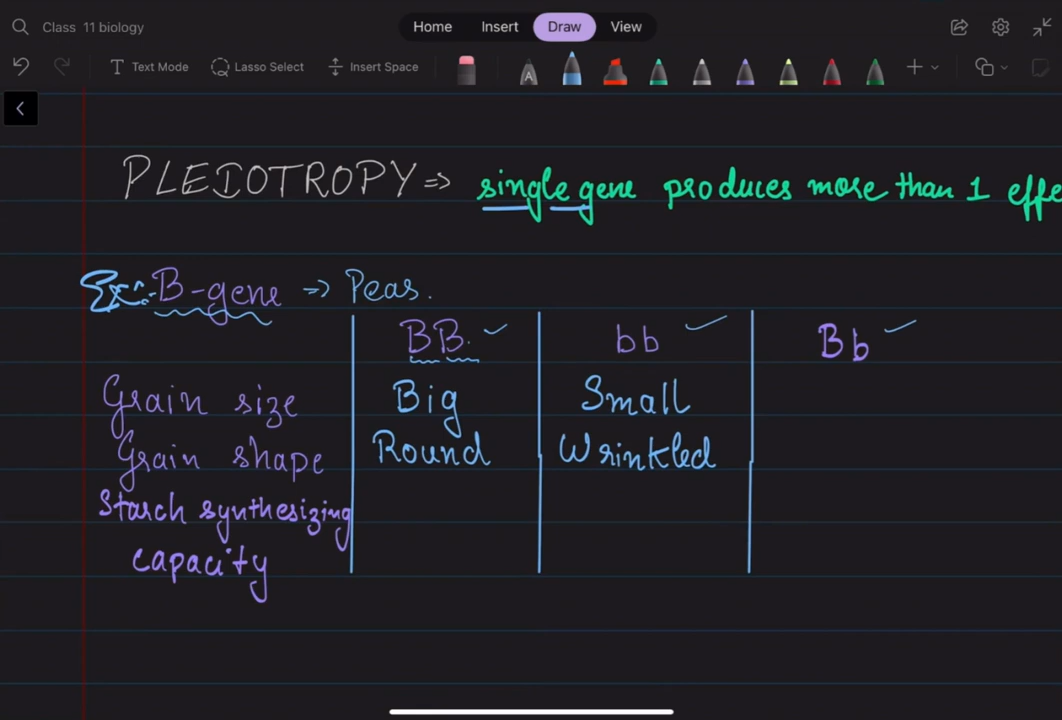 Class 11 biology
Home Insert Draw View
Text Mode Lasso Select Insert Space
A
PLEIOTROPY => single gene produces more than 1 effe
Ex:- B-gene => Peas.
BB. bb Bb
Grain size Big Small
Grain shape Round Wrinkled
Starch synthesizing
capacity